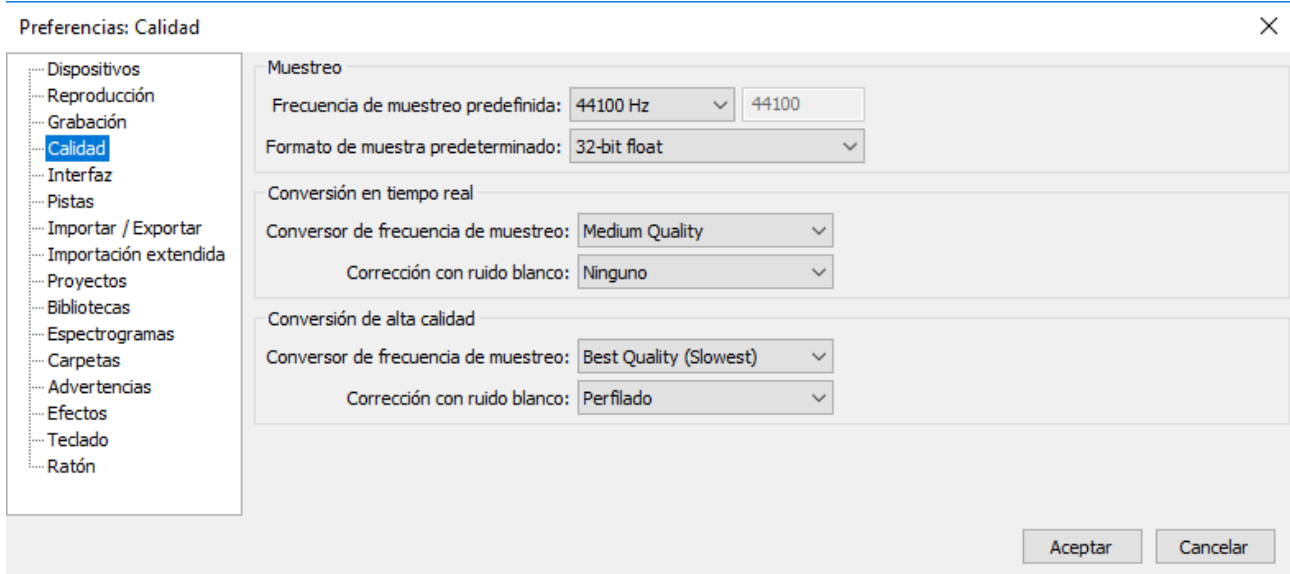 Preferencias: Calidad
Dispositivos
Reproducción
Grabación
Calidad
Interfaz
Pistas
Importar / Exportar
Importación extendida
Proyectos
Bibliotecas
Espectrogramas
Carpetas
Advertencias
Efectos
Teclado
Ratón
Muestreo
Frecuencia de muestreo predefinida: 44100 Hz 44100
Formato de muestra predeterminado: 32-bit float
Conversión en tiempo real
Conversor de frecuencia de muestreo: Medium Quality
Corrección con ruido blanco: Ninguno
Conversión de alta calidad
Conversor de frecuencia de muestreo: Best Quality (Slowest)
Corrección con ruido blanco: Perfilado
Aceptar Cancelar